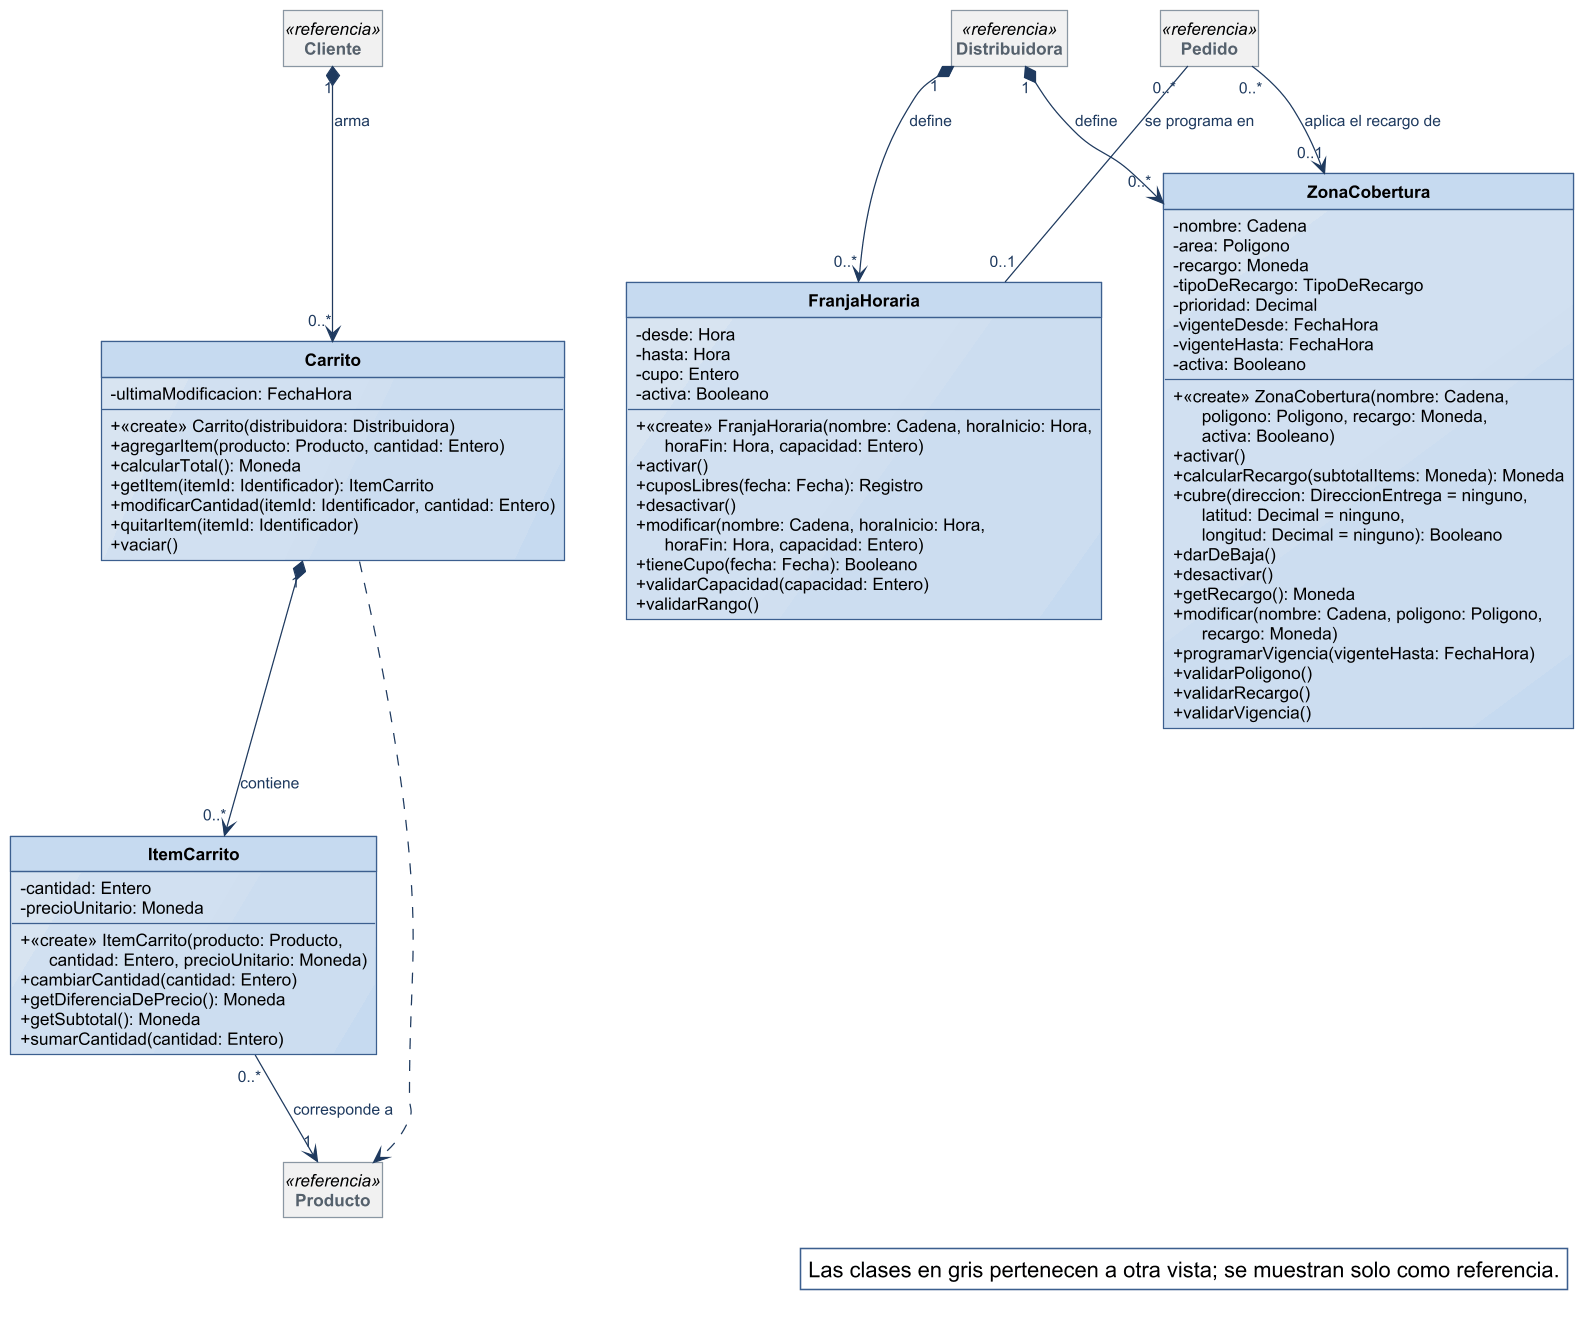 «referencia»
Cliente
«referencia»
Distribuidora
«referencia»
Pedido
1
1
1
0..*
0..*
arma
define
define
se programa en
aplica el recargo de
0..*
0..*
0..1
0..*
0..1
ZonaCobertura
-nombre: Cadena
-area: Poligono
-recargo: Moneda
-tipoDeRecargo: TipoDeRecargo
-prioridad: Decimal
-vigenteDesde: FechaHora
-vigenteHasta: FechaHora
-activa: Booleano
+«create» ZonaCobertura(nombre: Cadena,
poligono: Poligono, recargo: Moneda,
activa: Booleano)
+activar()
+calcularRecargo(subtotalItems: Moneda): Moneda
+cubre(direccion: DireccionEntrega = ninguno,
latitud: Decimal = ninguno,
longitud: Decimal = ninguno): Booleano
+darDeBaja()
+desactivar()
+getRecargo(): Moneda
+modificar(nombre: Cadena, poligono: Poligono,
recargo: Moneda)
+programarVigencia(vigenteHasta: FechaHora)
+validarPoligono()
+validarRecargo()
+validarVigencia()
FranjaHoraria
-desde: Hora
-hasta: Hora
-cupo: Entero
-activa: Booleano
+«create» FranjaHoraria(nombre: Cadena, horaInicio: Hora,
horaFin: Hora, capacidad: Entero)
+activar()
+cuposLibres(fecha: Fecha): Registro
+desactivar()
+modificar(nombre: Cadena, horaInicio: Hora,
horaFin: Hora, capacidad: Entero)
+tieneCupo(fecha: Fecha): Booleano
+validarCapacidad(capacidad: Entero)
+validarRango()
0..*
Carrito
-ultimaModificacion: FechaHora
+«create» Carrito(distribuidora: Distribuidora)
+agregarItem(producto: Producto, cantidad: Entero)
+calcularTotal(): Moneda
+getItem(itemId: Identificador): ItemCarrito
+modificarCantidad(itemId: Identificador, cantidad: Entero)
+quitarItem(itemId: Identificador)
+vaciar()
1
contiene
0..*
ItemCarrito
-cantidad: Entero
-precioUnitario: Moneda
+«create» ItemCarrito(producto: Producto,
cantidad: Entero, precioUnitario: Moneda)
+cambiarCantidad(cantidad: Entero)
+getDiferenciaDePrecio(): Moneda
+getSubtotal(): Moneda
+sumarCantidad(cantidad: Entero)
0..*
corresponde a
1
«referencia»
Producto
Las clases en gris pertenecen a otra vista; se muestran solo como referencia.